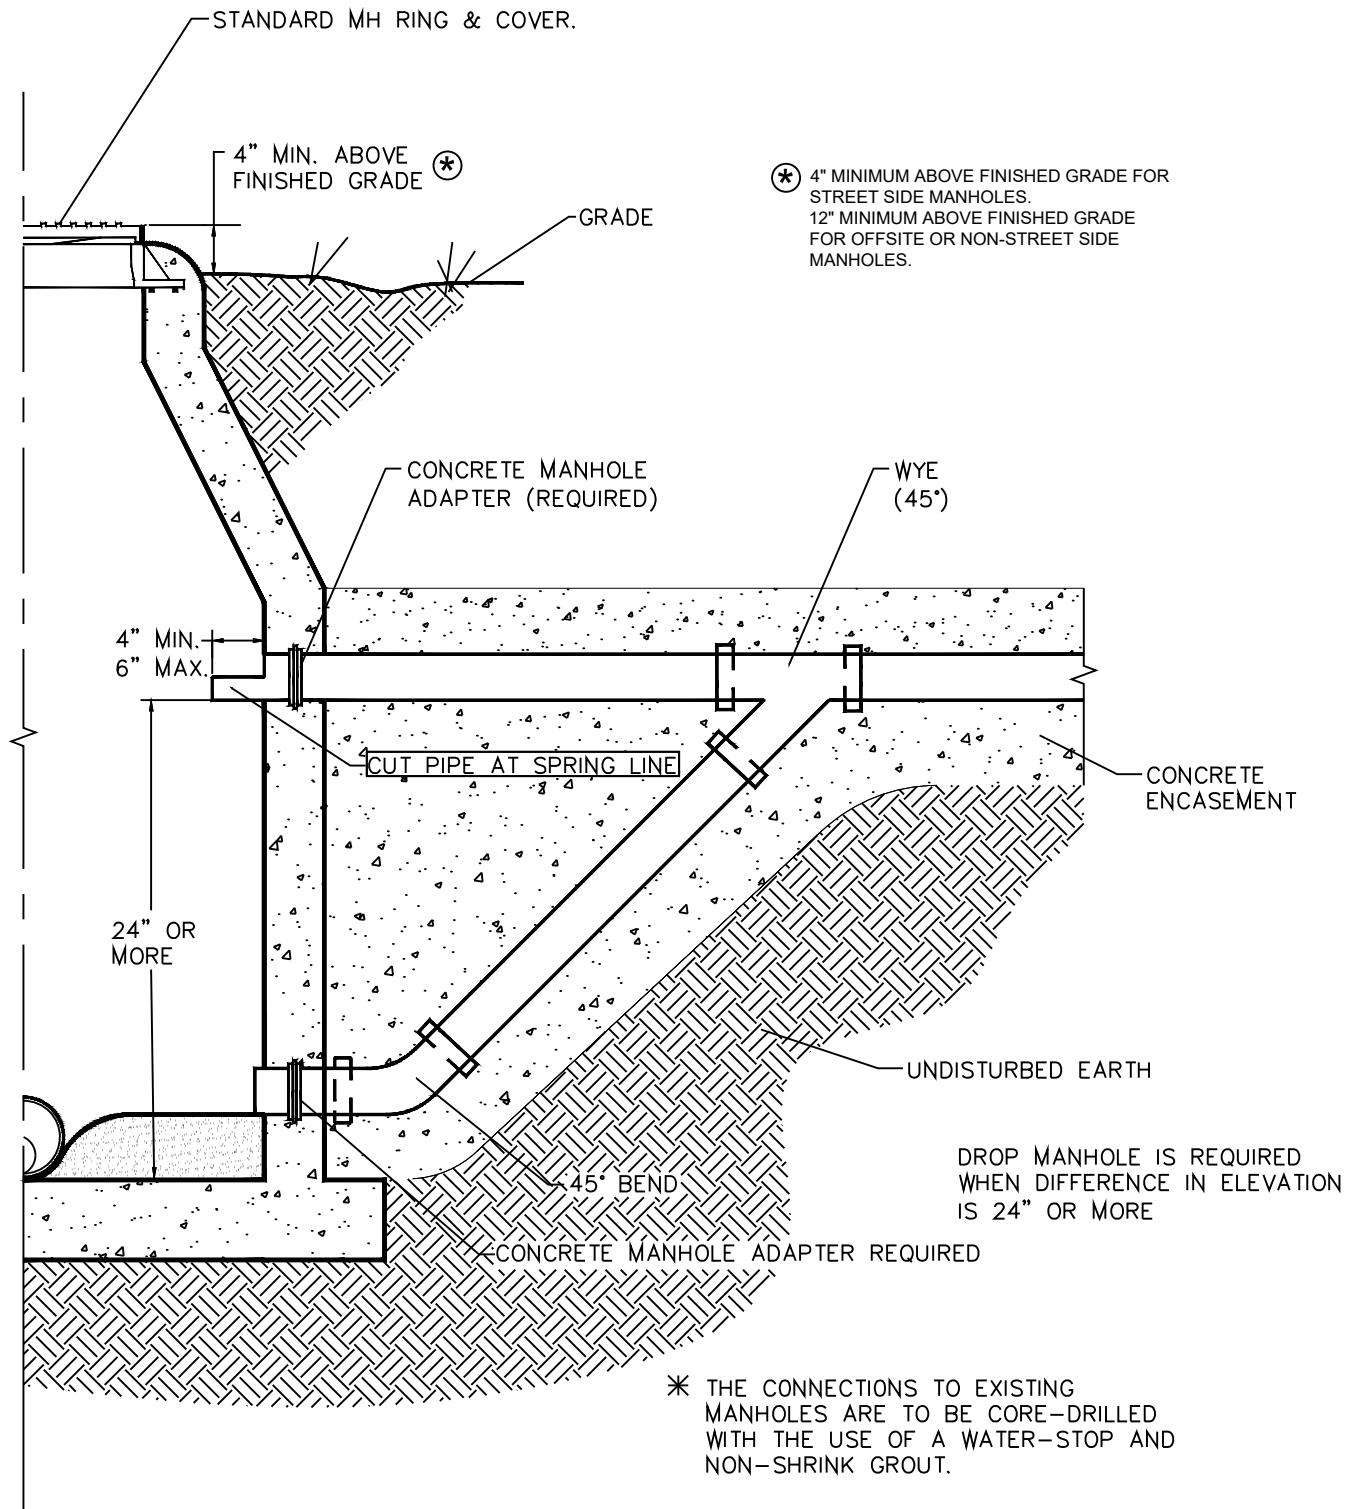 STANDARD MH RING & COVER.
4" MIN. ABOVE
FINISHED GRADE *
* 4" MINIMUM ABOVE FINISHED GRADE FOR
STREET SIDE MANHOLES.
12" MINIMUM ABOVE FINISHED GRADE
FOR OFFSITE OR NON-STREET SIDE
MANHOLES.
GRADE
CONCRETE MANHOLE
ADAPTER (REQUIRED)
WYE
(45°)
4" MIN.
6" MAX.
CUT PIPE AT SPRING LINE
CONCRETE
ENCASEMENT
24" OR
MORE
UNDISTURBED EARTH
45° BEND
DROP MANHOLE IS REQUIRED
WHEN DIFFERENCE IN ELEVATION
IS 24" OR MORE
CONCRETE MANHOLE ADAPTER REQUIRED
* THE CONNECTIONS TO EXISTING
MANHOLES ARE TO BE CORE-DRILLED
WITH THE USE OF A WATER-STOP AND
NON-SHRINK GROUT.